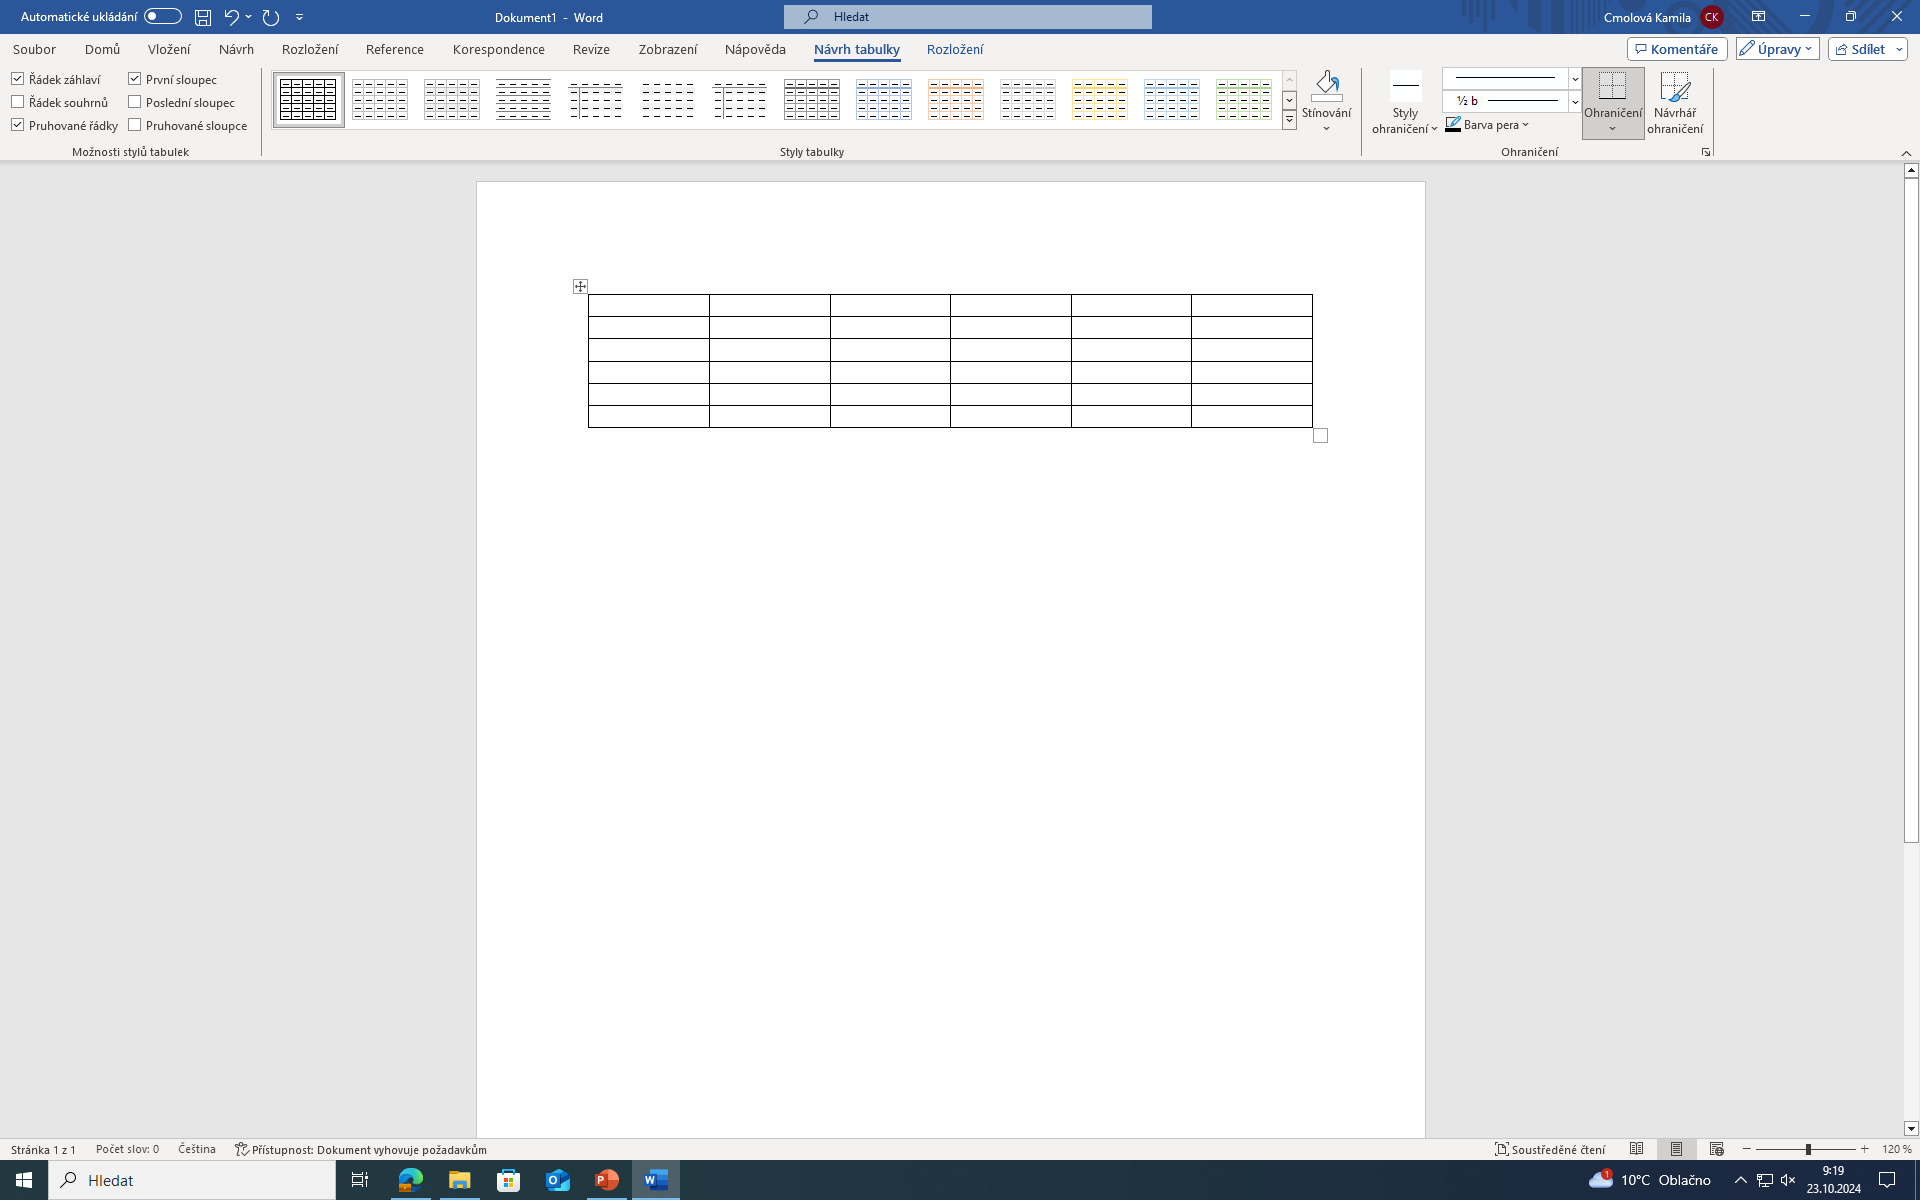 Automatické ukládání
Dokument1 - Word
Hledat
Cmolová Kamila
CK
Soubor
Domů
Vložení
Návrh
Rozložení
Reference
Korespondence
Revize
Zobrazení
Nápověda
Návrh tabulky
Rozložení
Komentáře
Úpravy
Sdílet
Řádek záhlaví
První sloupec
Řádek souhrnů
Poslední sloupec
Pruhované řádky
Pruhované sloupce
Možnosti stylů tabulek
Styly tabulky
Stínování
Styly
ohraničení
½ b
Barva pera
Ohraničení
Návrhář
ohraničení
Ohraničení
Stránka 1 z 1
Počet slov: 0
Čeština
Přístupnost: Dokument vyhovuje požadavkům
Soustředěné čtení
120 %
Hledat
1
10°C Oblačno
9:19
23.10.2024